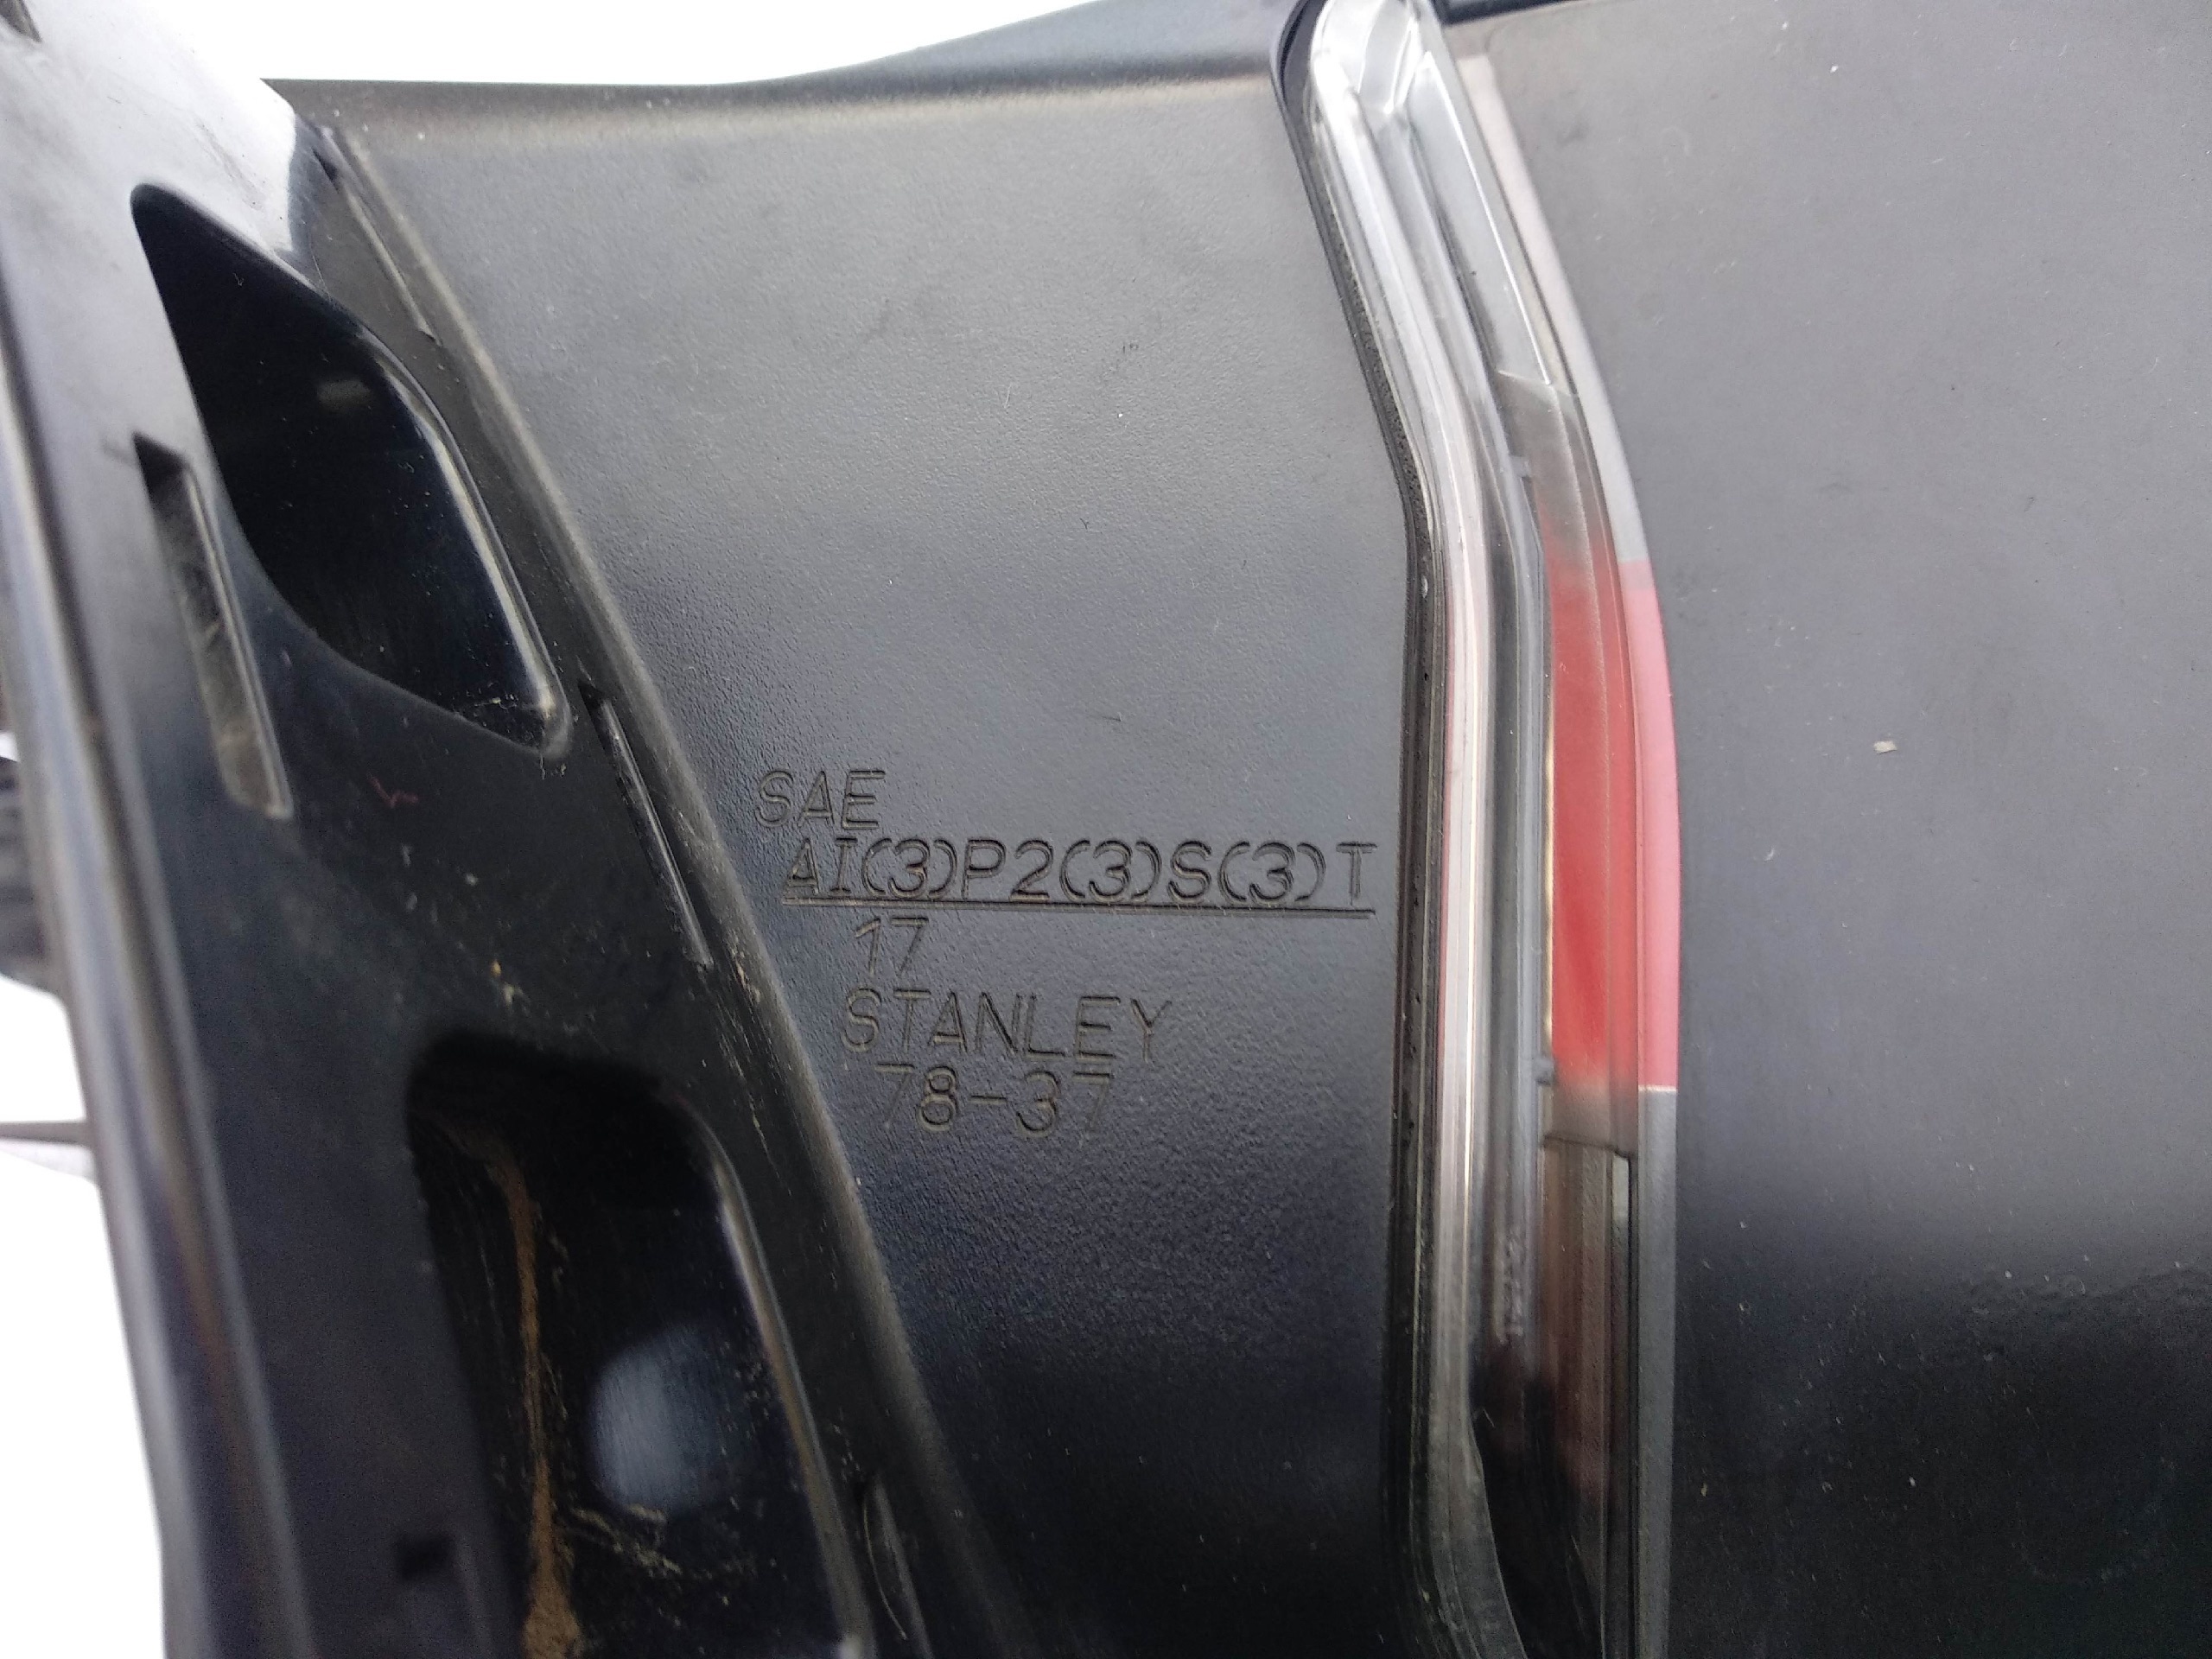 SAE
AI(3)P2(3)S(3)T
17
STANLEY
78-37